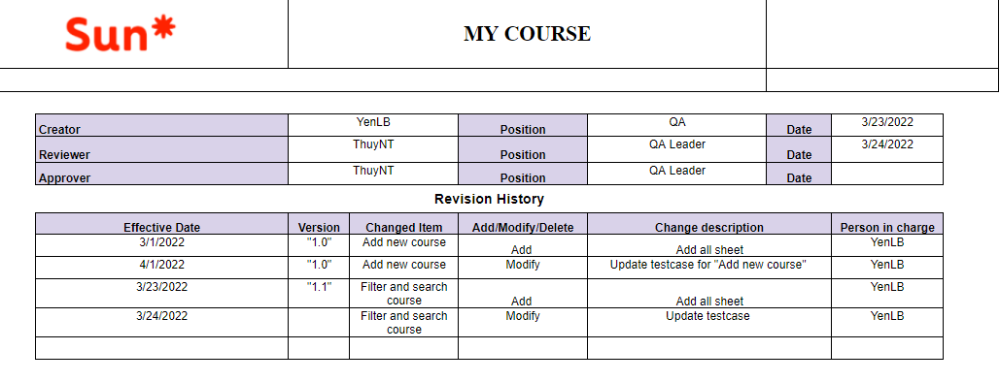 Sun*
MY COURSE
Creator YenLB Position QA Date 3/23/2022
Reviewer ThuyNT Position QA Leader Date 3/24/2022
Approver ThuyNT Position QA Leader Date
Revision History
Effective Date Version Changed Item Add/Modify/Delete Change description Person in charge
3/1/2022 "1.0" Add new course Add Add all sheet YenLB
4/1/2022 "1.0" Add new course Modify Update testcase for "Add new course" YenLB
3/23/2022 "1.1" Filter and search
course Add Add all sheet YenLB
3/24/2022 Filter and search
course Modify Update testcase YenLB